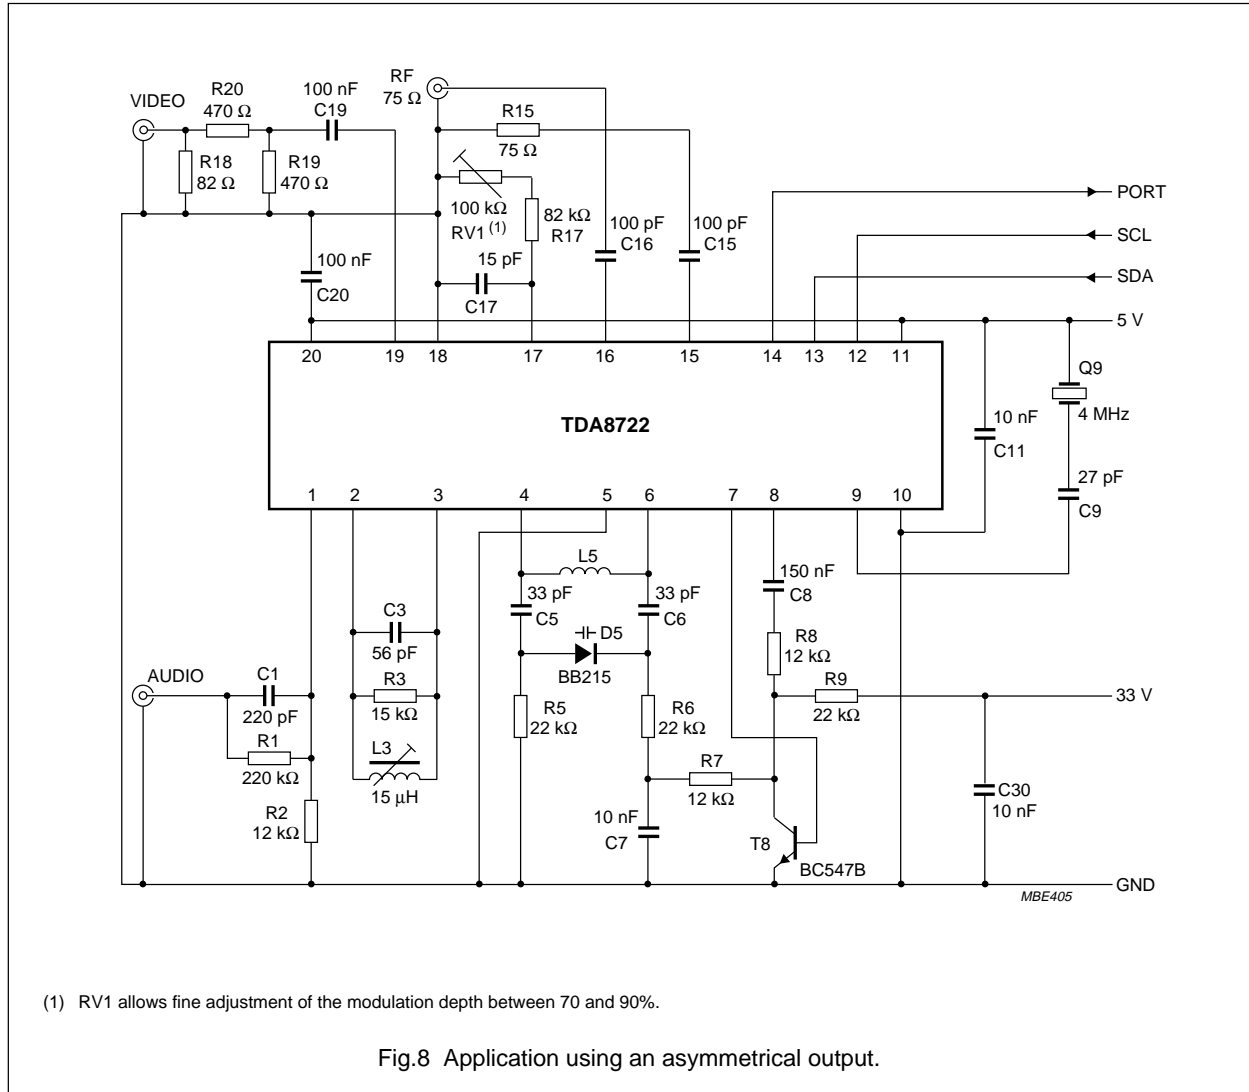 VIDEO
R20
470 Ω
100 nF
C19
RF
75 Ω
R15
75 Ω
R18
82 Ω
R19
470 Ω
100 kΩ
RV1 (1)
82 kΩ
R17
100 pF
C16
100 pF
C15
PORT
SCL
SDA
100 nF
C20
15 pF
C17
5 V
20
19
18
17
16
15
14
13
12
11
TDA8722
Q9
4 MHz
10 nF
C11
27 pF
C9
1
2
3
4
5
6
7
8
9
10
L5
33 pF
C5
33 pF
C6
150 nF
C8
C3
56 pF
D5
BB215
R8
12 kΩ
AUDIO
C1
220 pF
R3
15 kΩ
R5
22 kΩ
R6
22 kΩ
R9
22 kΩ
33 V
R1
220 kΩ
L3
15 µH
R7
12 kΩ
R2
12 kΩ
10 nF
C7
T8
BC547B
C30
10 nF
GND
MBE405
(1) RV1 allows fine adjustment of the modulation depth between 70 and 90%.
Fig.8 Application using an asymmetrical output.